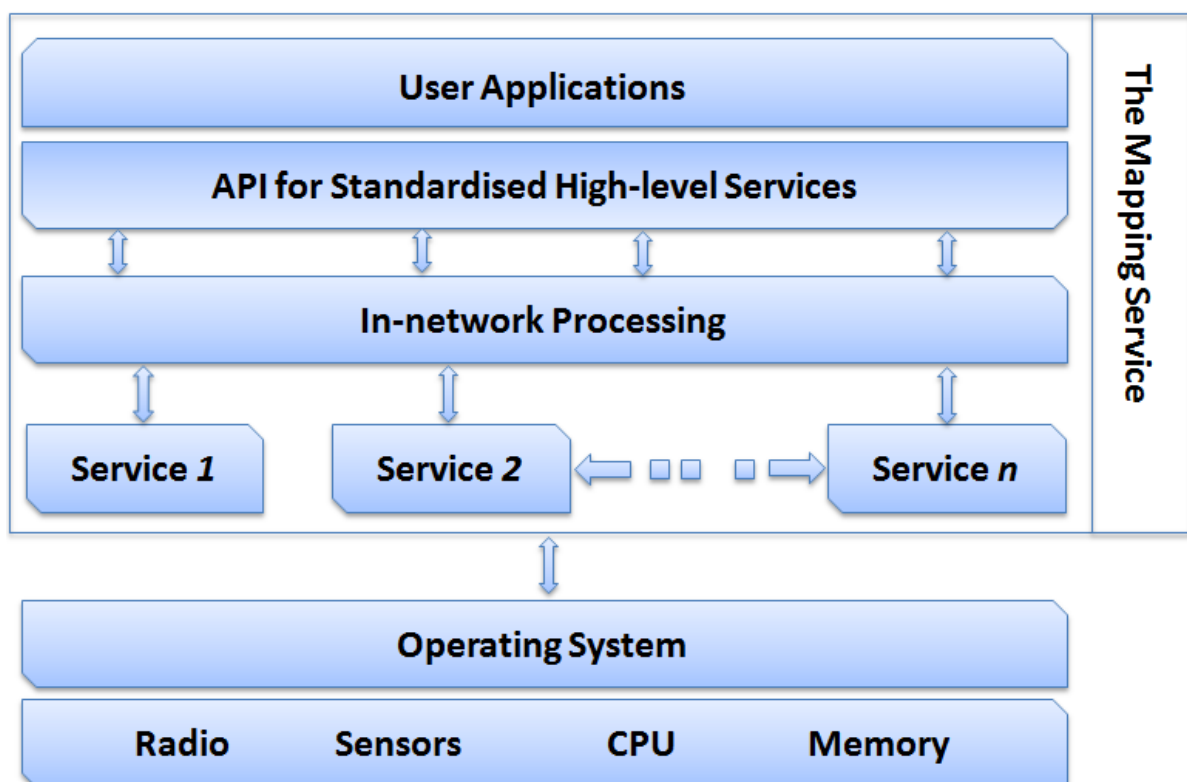 User Applications
API for Standardised High-level Services
In-network Processing
Service 1
Service 2
Service n
The Mapping Service
Operating System
Radio Sensors CPU Memory